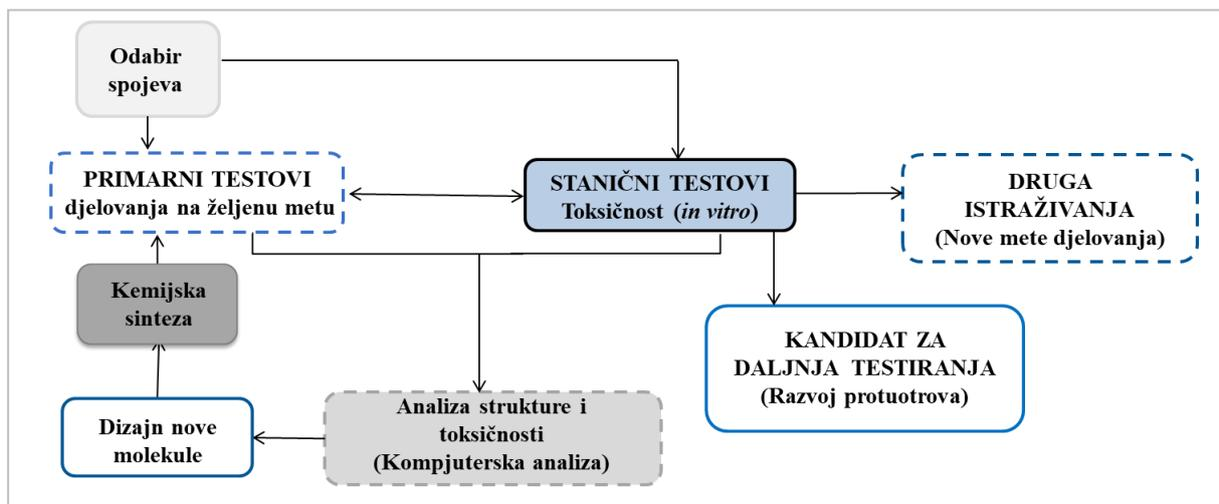 Odabir
spojeva
PRIMARNI TESTOVI
djelovanja na željenu metu
STANIČNI TESTOVI
Toksičnost (in vitro)
DRUGA
ISTRAŽIVANJA
(Nove mete djelovanja)
Kemijska
sinteza
KANDIDAT ZA
DALJNJA TESTIRANJA
(Razvoj protuotrova)
Dizajn nove
molekule
Analiza strukture i
toksičnosti
(Kompjuterska analiza)